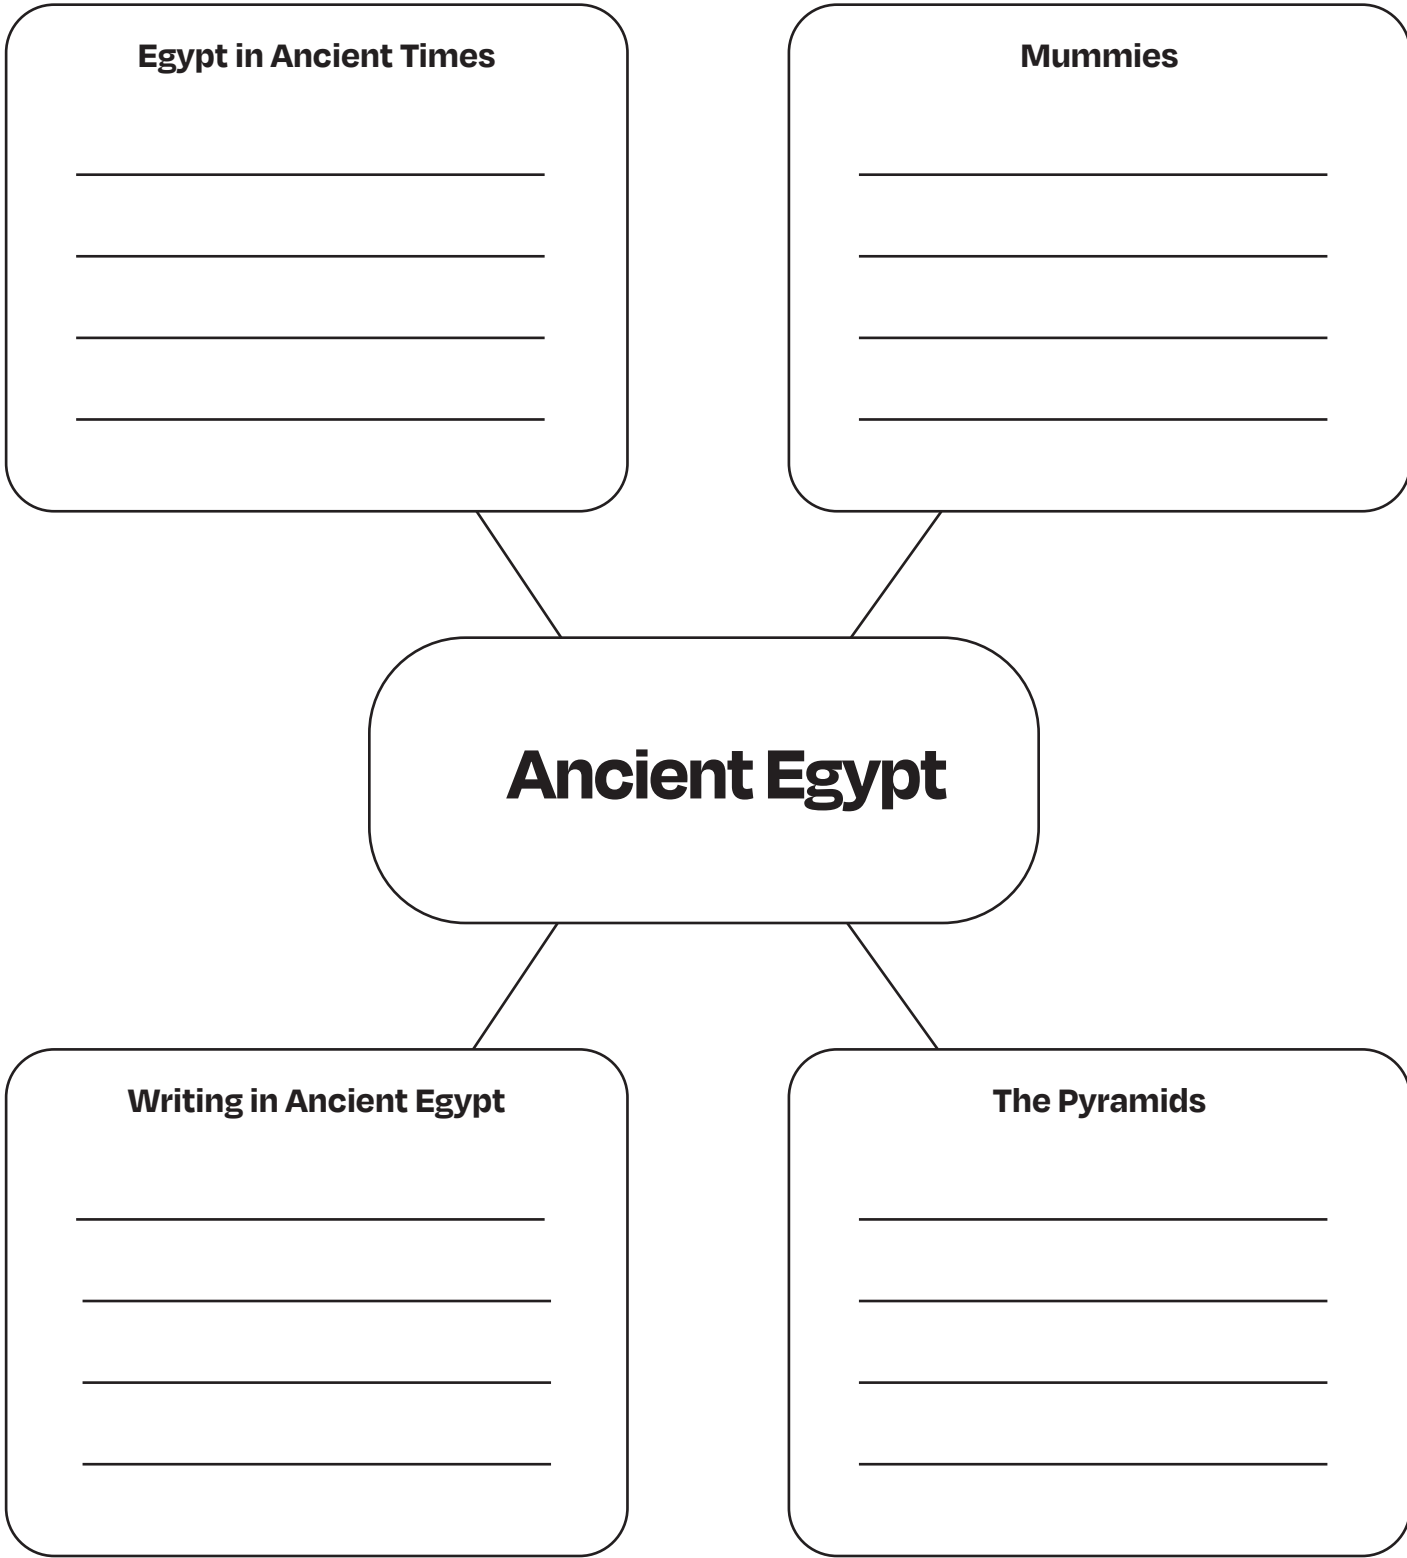 Egypt in Ancient Times
Mummies
Ancient Egypt
Writing in Ancient Egypt
The Pyramids